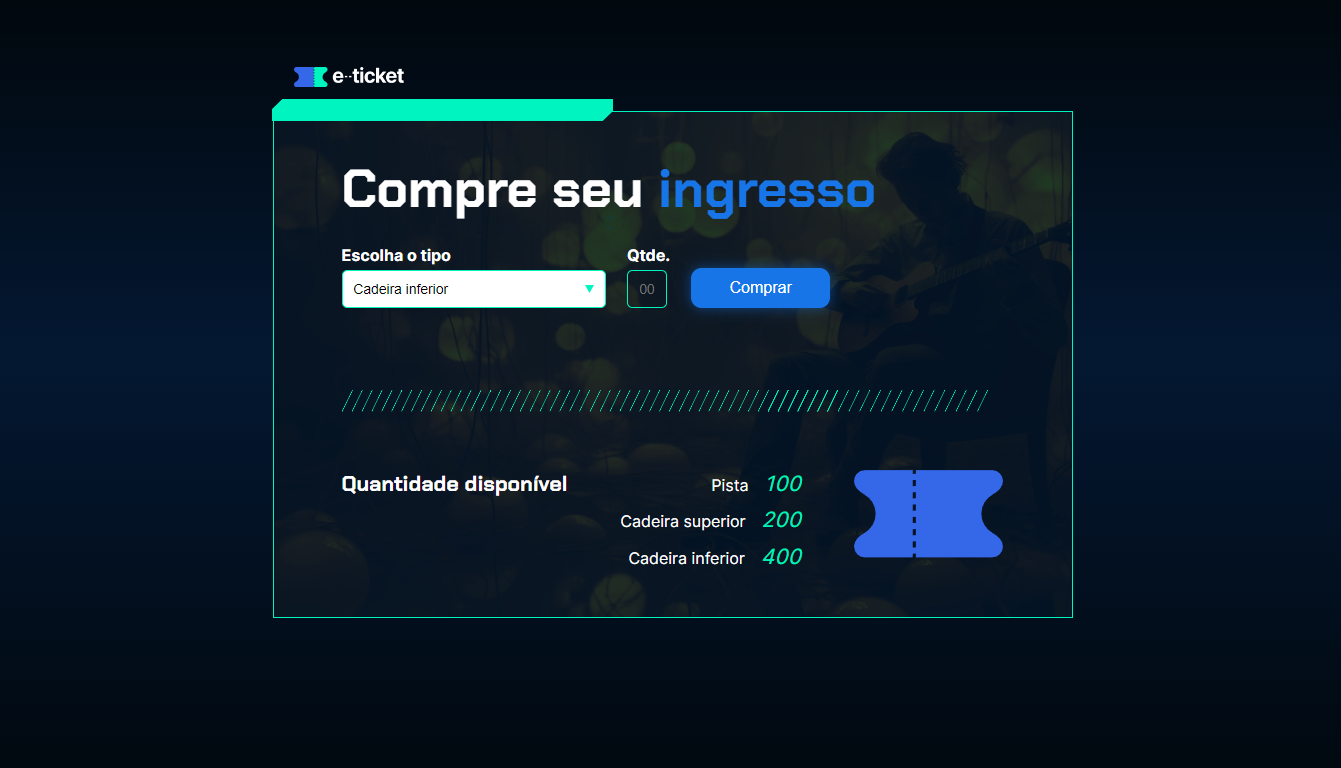 e--ticket
Compre seu ingresso
Escolha o tipo
Qtde.
Cadeira inferior
00
Comprar
Quantidade disponível
Pista 100
Cadeira superior 200
Cadeira inferior 400